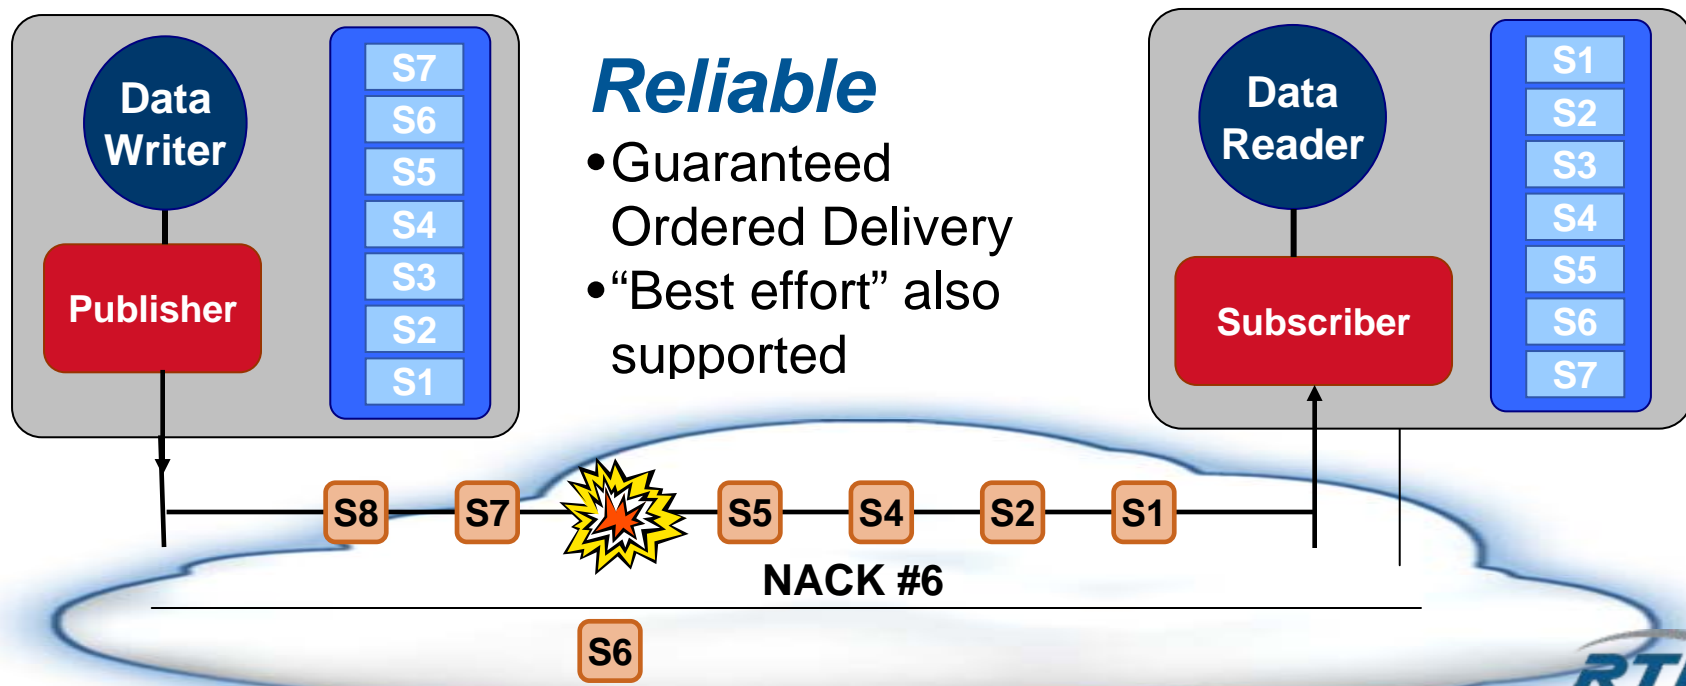 Data
Writer
Publisher
S7
S6
S5
S4
S3
S2
S1
Reliable
•Guaranteed
Ordered Delivery
•“Best effort” also
supported
Data
Reader
Subscriber
S1
S2
S3
S4
S5
S6
S7
S8 S7 S5 S4 S2 S1
NACK #6
S6